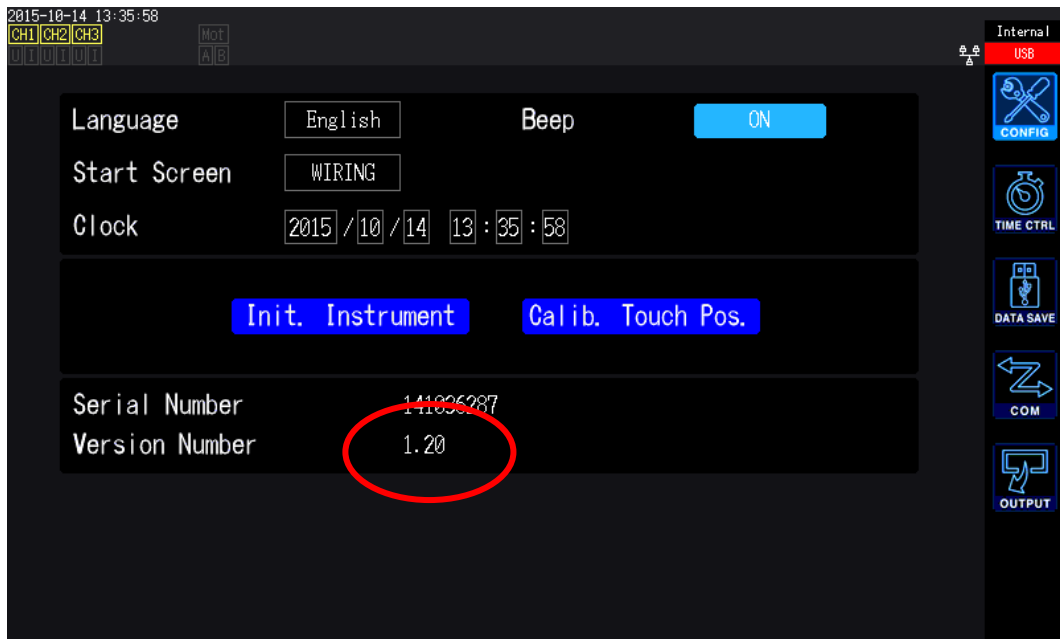 2015-10-14 13:35:58
CH1 CH2 CH3 Mot
U I U I U I A B
Internal
USB
Language English Beep ON
Start Screen WIRING
Clock 2015 / 10 / 14 13 : 35 : 58
Init. Instrument Calib. Touch Pos.
Serial Number 141036287
Version Number 1.20
CONFIG
TIME CTRL
DATA SAVE
COM
OUTPUT